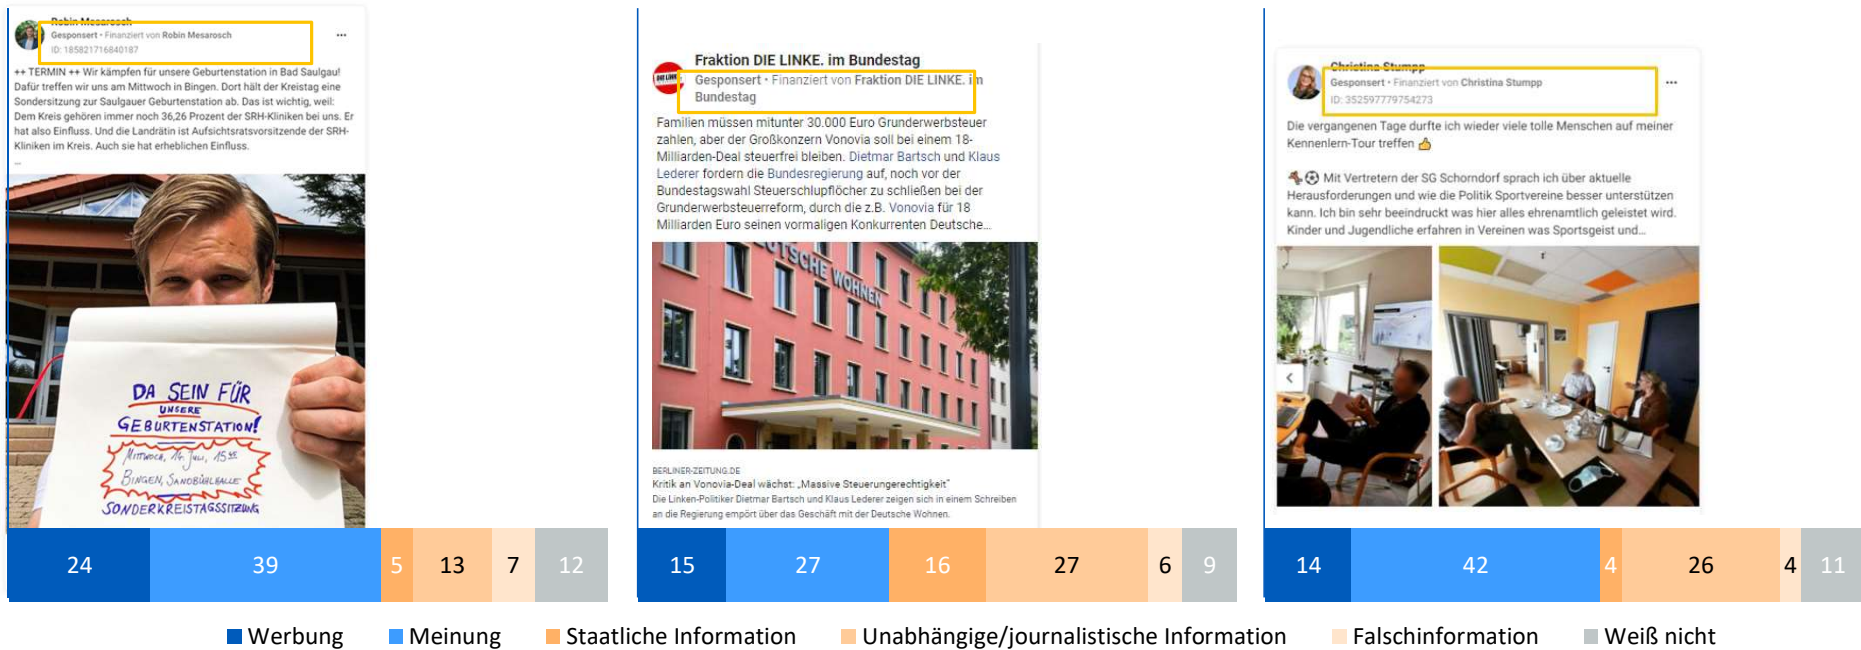 Robin Mesarosch
Gesponsert • Finanziert von Robin Mesarosch
ID: 185821716840187
++ TERMIN ++ Wir kämpfen für unsere Geburtenstation in Bad Saulgau!
Dafür treffen wir uns am Mittwoch in Bingen. Dort hält der Kreistag eine
Sondersitzung zur Saulgauer Geburtenstation ab. Das ist wichtig, weil:
Dem Kreis gehören immer noch 36,26 Prozent der SRH-Kliniken bei uns. Er
hat also Einfluss. Und die Landrätin ist Aufsichtsratsvorsitzende der SRH-
Kliniken im Kreis. Auch sie hat erheblichen Einfluss.
...
DA SEIN FÜR
UNSERE
GEBURTENSTATION!
MITTWOCH, 14. JULI, 15 45
BINGEN, SANDBÜHLHALLE
SONDERKREISTAGSSITZUNG
Fraktion DIE LINKE. im Bundestag
DIE LINKE
Gesponsert • Finanziert von Fraktion DIE LINKE. im
Bundestag
Familien müssen mitunter 30.000 Euro Grunderwerbsteuer
zahlen, aber der Großkonzern Vonovia soll bei einem 18-
Milliarden-Deal steuerfrei bleiben. Dietmar Bartsch und Klaus
Lederer fordern die Bundesregierung auf, noch vor der
Bundestagswahl Steuerschlupflöcher zu schließen bei der
Grunderwerbsteuerreform, durch die z.B. Vonovia für 18
Milliarden Euro seinen vormaligen Konkurrenten Deutsche...
DEUTSCHE WOHNEN
BERLINER-ZEITUNG.DE
Kritik an Vonovia-Deal wächst: „Massive Steuerungerechtigkeit"
Die Linken-Politiker Dietmar Bartsch und Klaus Lederer zeigen sich in einem Schreiben
an die Regierung empört über das Geschäft mit der Deutsche Wohnen.
Christina Stumpp
Gesponsert • Finanziert von Christina Stumpp
ID: 352597779754273
Die vergangenen Tage durfte ich wieder viele tolle Menschen auf meiner
Kennenlern-Tour treffen 👍
Mit Vertretern der SG Schorndorf sprach ich über aktuelle
Herausforderungen und wie die Politik Sportvereine besser unterstützen
kann. Ich bin sehr beeindruckt was hier alles ehrenamtlich geleistet wird.
Kinder und Jugendliche erfahren in Vereinen was Sportsgeist und...
24 39 5 13 7 12
15 27 16 27 6 9
14 42 4 26 4 11
Werbung Meinung Staatliche Information Unabhängige/journalistische Information Falschinformation Weiß nicht